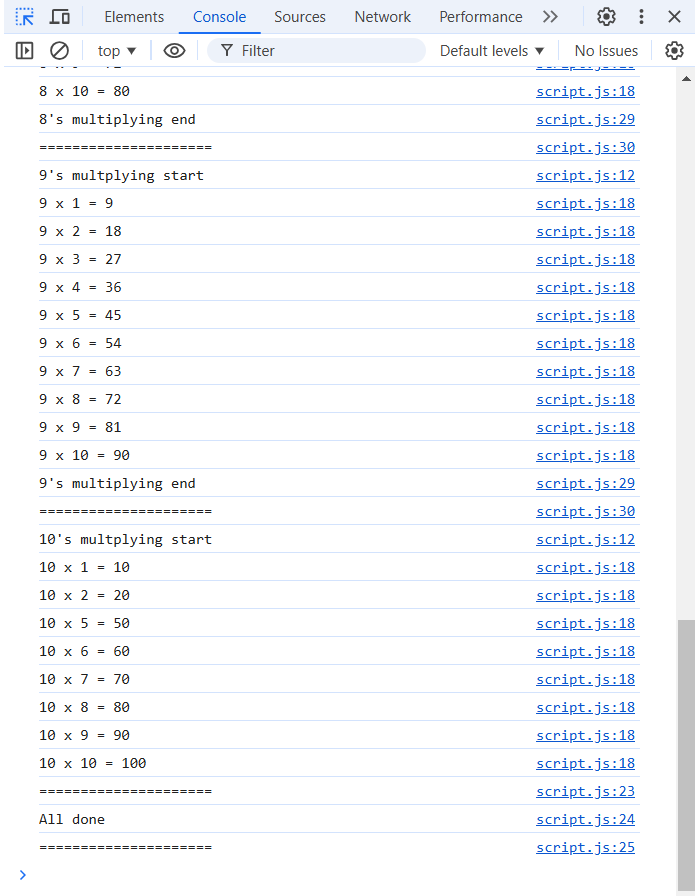 Elements Console Sources Network Performance
top Filter Default levels No Issues
8 x 10 = 80 script.js:18
8's multiplying end script.js:29
===================== script.js:30
9's multplying start script.js:12
9 x 1 = 9 script.js:18
9 x 2 = 18 script.js:18
9 x 3 = 27 script.js:18
9 x 4 = 36 script.js:18
9 x 5 = 45 script.js:18
9 x 6 = 54 script.js:18
9 x 7 = 63 script.js:18
9 x 8 = 72 script.js:18
9 x 9 = 81 script.js:18
9 x 10 = 90 script.js:18
9's multiplying end script.js:29
===================== script.js:30
10's multplying start script.js:12
10 x 1 = 10 script.js:18
10 x 2 = 20 script.js:18
10 x 5 = 50 script.js:18
10 x 6 = 60 script.js:18
10 x 7 = 70 script.js:18
10 x 8 = 80 script.js:18
10 x 9 = 90 script.js:18
10 x 10 = 100 script.js:18
===================== script.js:23
All done script.js:24
===================== script.js:25